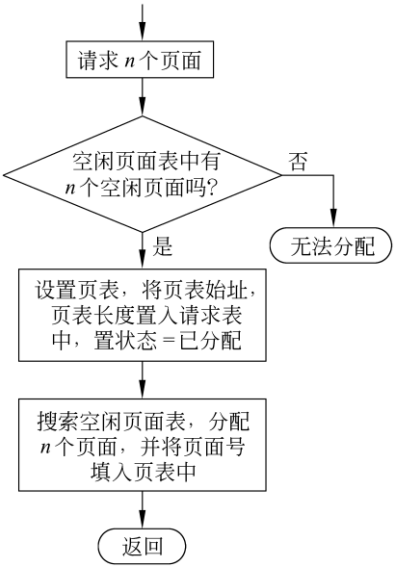 请求 n 个页面
空闲页面表中有
n个空闲页面吗?
否
无法分配
是
设置页表，将页表始址，
页表长度置入请求表
中，置状态=已分配
搜索空闲页面表，分配
n个页面，并将页面号
填入页表中
返回